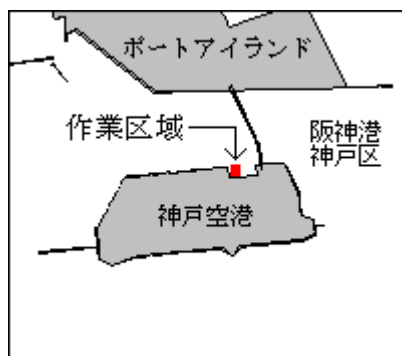 ポートアイランド
作業区域
阪神港
神戸区
神戸空港